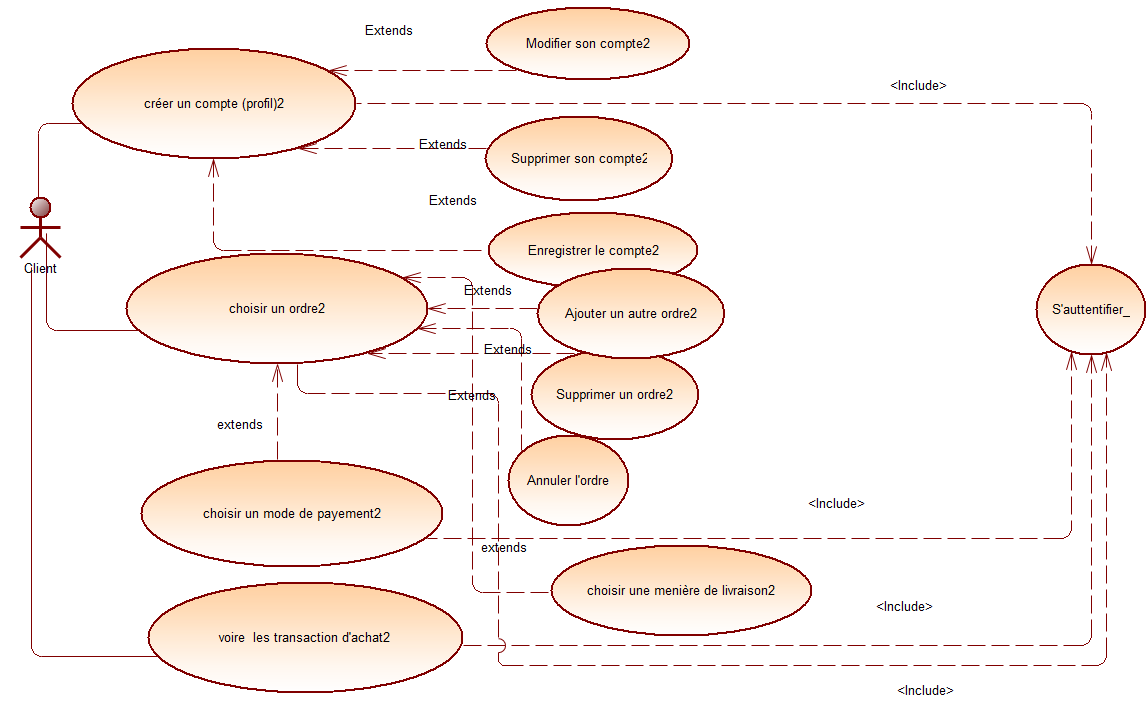 Extends
Modifier son compte2
<Include>
créer un compte (profil)2
Extends
Supprimer son compte2
Extends
Enregistrer le compte2
Client
Extends
choisir un ordre2
Ajouter un autre ordre2
S'auttentifier_
Extends
Extends
Supprimer un ordre2
extends
Annuler l'ordre
<Include>
choisir un mode de payement2
extends
choisir une menière de livraison2
<Include>
voire  les transaction d'achat2
<Include>